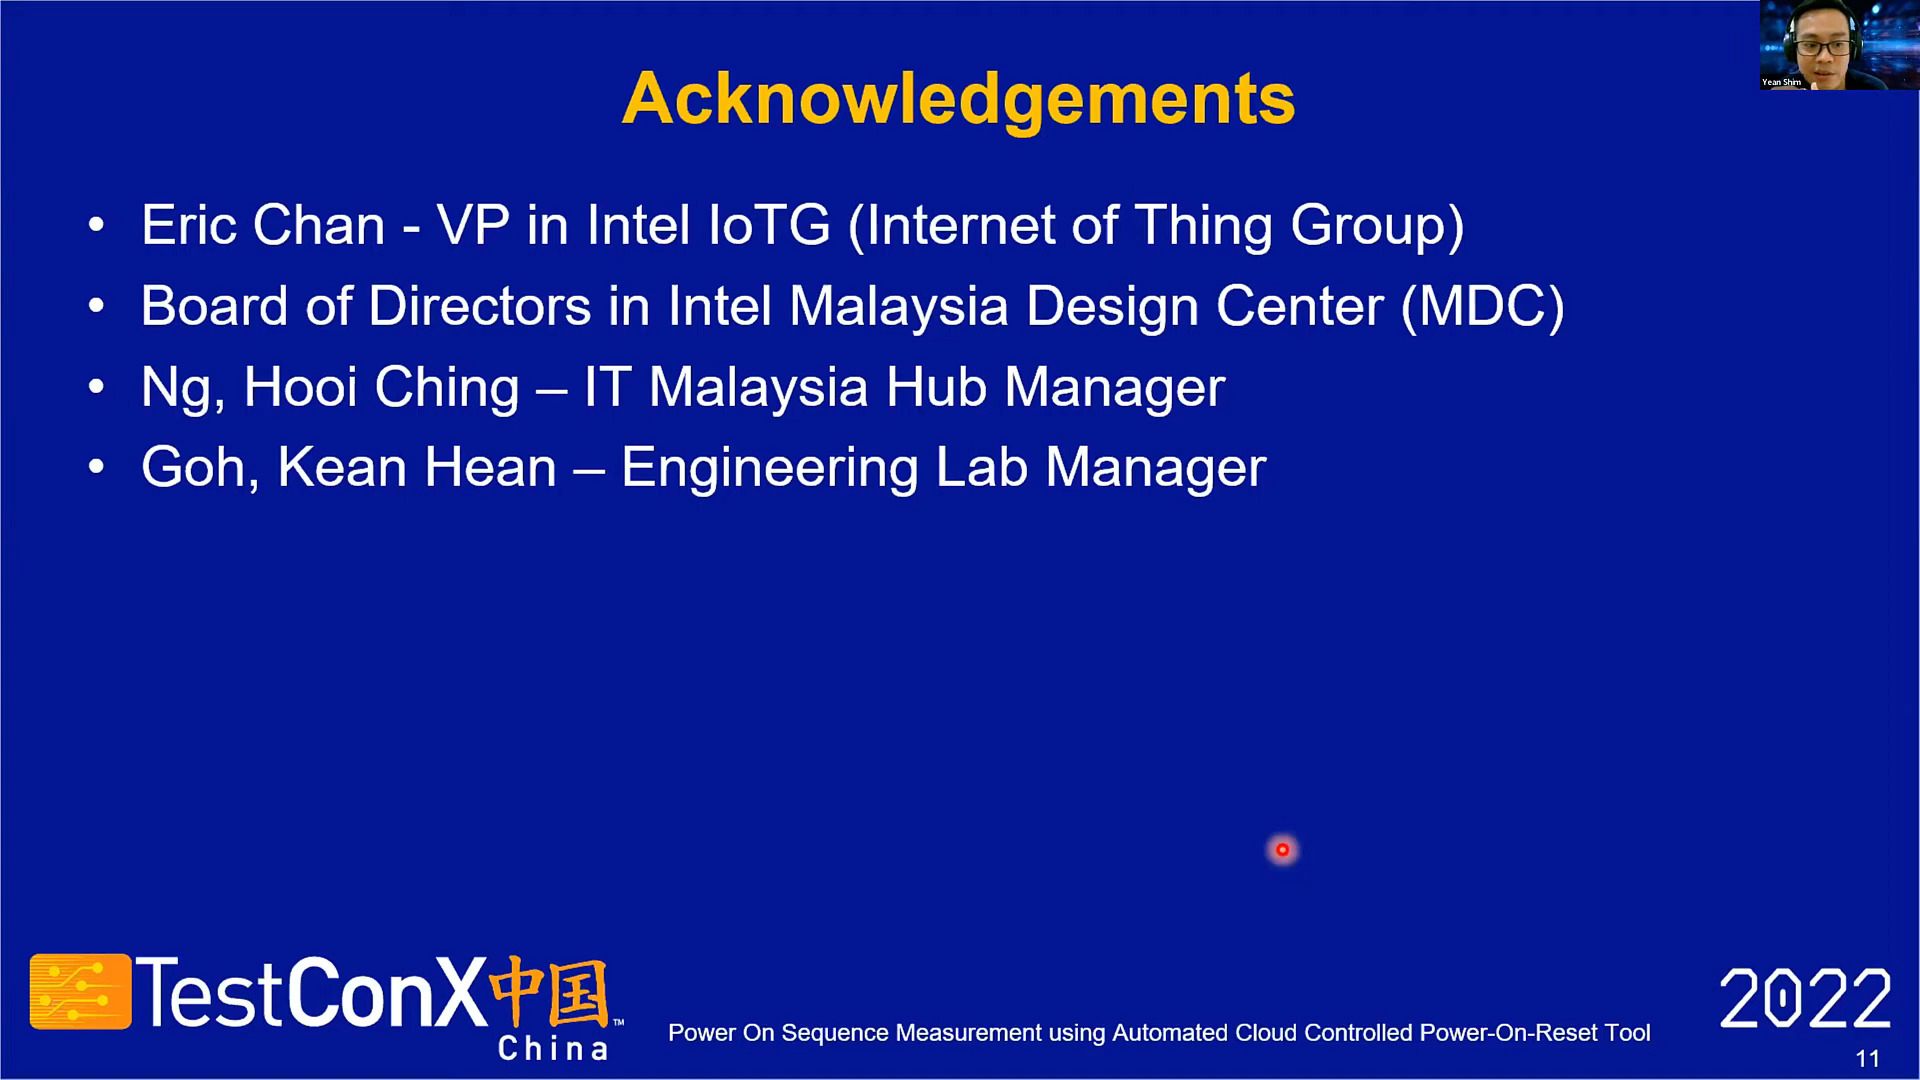 Yean Shim
Acknowledgements
• Eric Chan - VP in Intel IoTG (Internet of Thing Group)
• Board of Directors in Intel Malaysia Design Center (MDC)
• Ng, Hooi Ching – IT Malaysia Hub Manager
• Goh, Kean Hean – Engineering Lab Manager
TestConX中国™
China
Power On Sequence Measurement using Automated Cloud Controlled Power-On-Reset Tool
2022
11